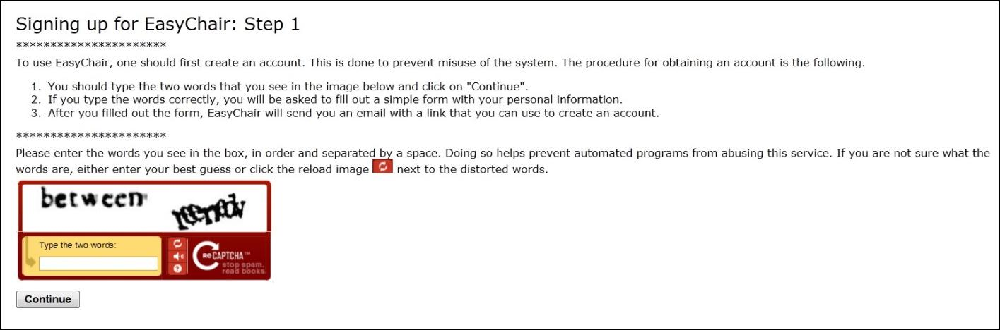 Signing up for EasyChair: Step 1
**********************
To use EasyChair, one should first create an account. This is done to prevent misuse of the system. The procedure for obtaining an account is the following.
1. You should type the two words that you see in the image below and click on "Continue".
2. If you type the words correctly, you will be asked to fill out a simple form with your personal information.
3. After you filled out the form, EasyChair will send you an email with a link that you can use to create an account.
**********************
Please enter the words you see in the box, in order and separated by a space. Doing so helps prevent automated programs from abusing this service. If you are not sure what the
words are, either enter your best guess or click the reload image next to the distorted words.
between
Type the two words:
reCAPTCHA™
stop spam.
read books.
Continue